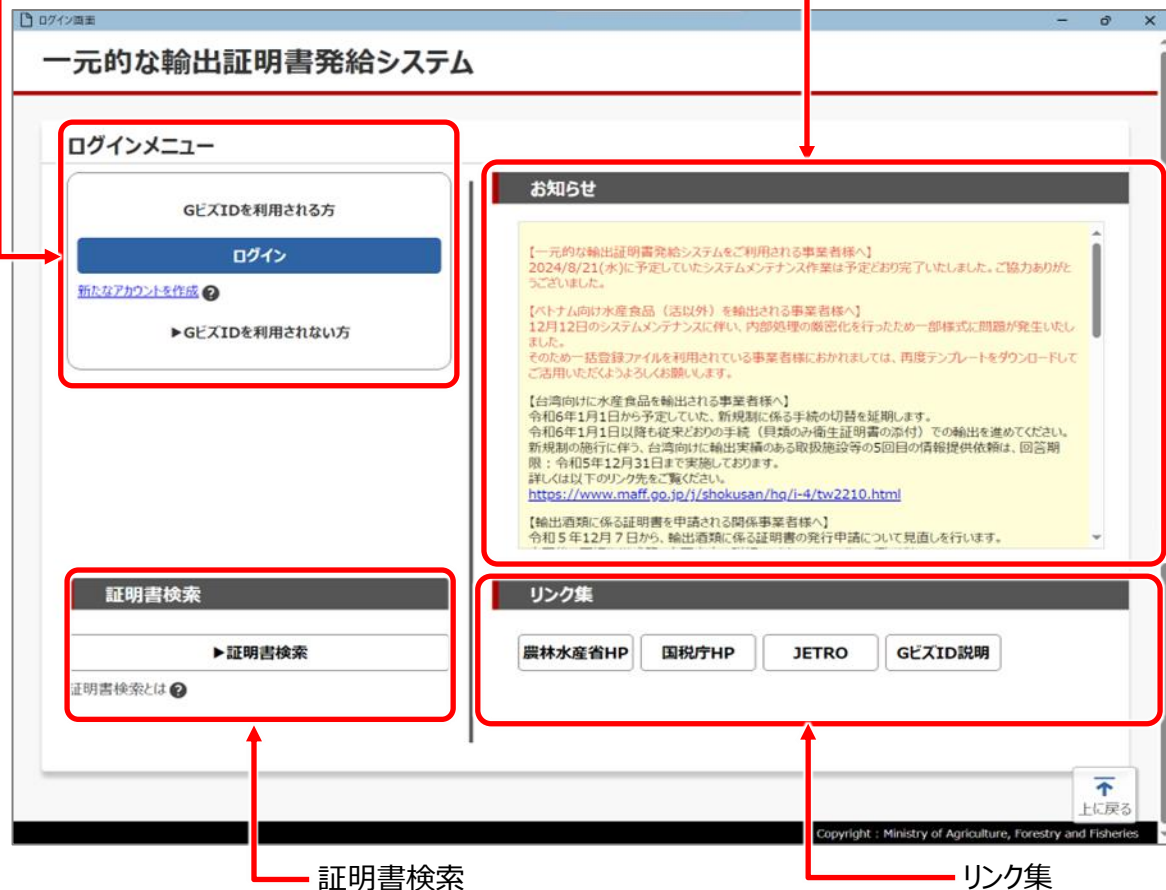 ログイン画面
一元的な輸出証明書発給システム
ログインメニュー
GビズIDを利用される方
ログイン
新たなアカウントを作成 ?
▶GビズIDを利用されない方
お知らせ
【一元的な輸出証明書発給システムをご利用される事業者様へ】
2024/8/21(水)に予定していたシステムメンテナンス作業は予定どおり完了いたしました。ご協力ありがと
うございました。
【ベトナム向け水産食品（活以外）を輸出される事業者様へ】
12月12日のシステムメンテナンスに伴い、内部処理の厳密化を行ったため一部様式に問題が発生いたし
ました。
そのため一括登録ファイルを利用されている事業者様におかれましては、再度テンプレートをダウンロードして
ご活用いただくようよろしくお願いします。
【台湾向けに水産食品を輸出される事業者様へ】
令和6年1月1日から予定していた、新規制に係る手続の切替を延期します。
令和6年1月1日以降も従来どおりの手続（貝類のみ衛生証明書の添付）での輸出を進めてください。
新規制の施行に伴う、台湾向けに輸出実績のある取扱施設等の5回目の情報提供依頼は、回答期
限：令和5年12月31日まで実施しております。
詳しくは以下のリンク先をご覧ください。
https://www.maff.go.jp/j/shokusan/hq/i-4/tw2210.html
【輸出酒類に係る証明書を申請される関係事業者様へ】
令和５年12月７日から、輸出酒類に係る証明書の発行申請について見直しを行います。
証明書検索
▶証明書検索
証明書検索とは ?
リンク集
農林水産省HP 国税庁HP JETRO GビズID説明
上に戻る
Copyright : Ministry of Agriculture, Forestry and Fisheries
証明書検索
リンク集